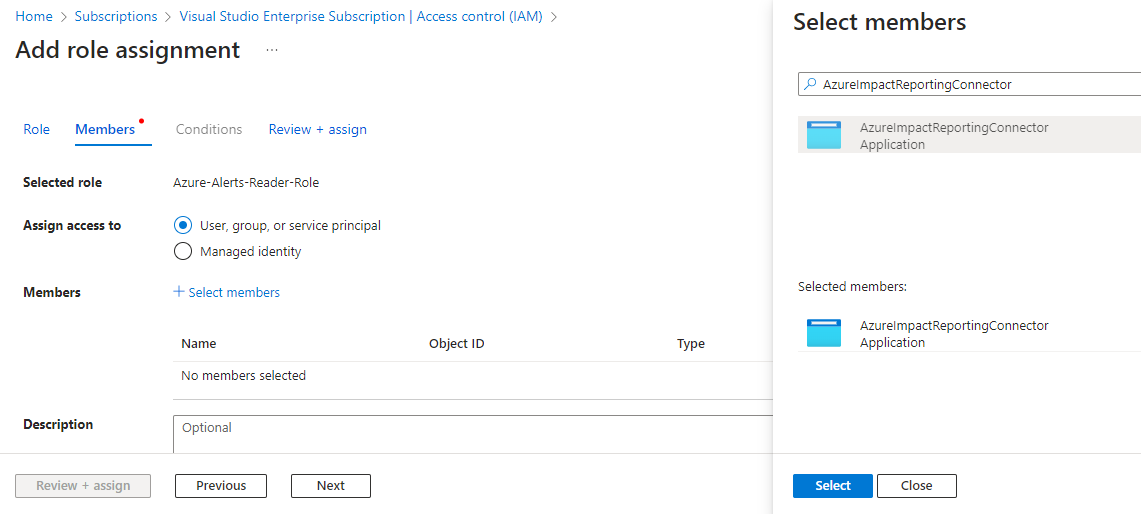 Home > Subscriptions > Visual Studio Enterprise Subscription | Access control (IAM) >
Add role assignment ...
Role Members Conditions Review + assign
Selected role Azure-Alerts-Reader-Role
Assign access to User, group, or service principal
Managed identity
Members + Select members
Name Object ID Type
No members selected
Description Optional
Review + assign Previous Next
Select members
AzureImpactReportingConnector
AzureImpactReportingConnector
Application
Selected members:
AzureImpactReportingConnector
Application
Select Close